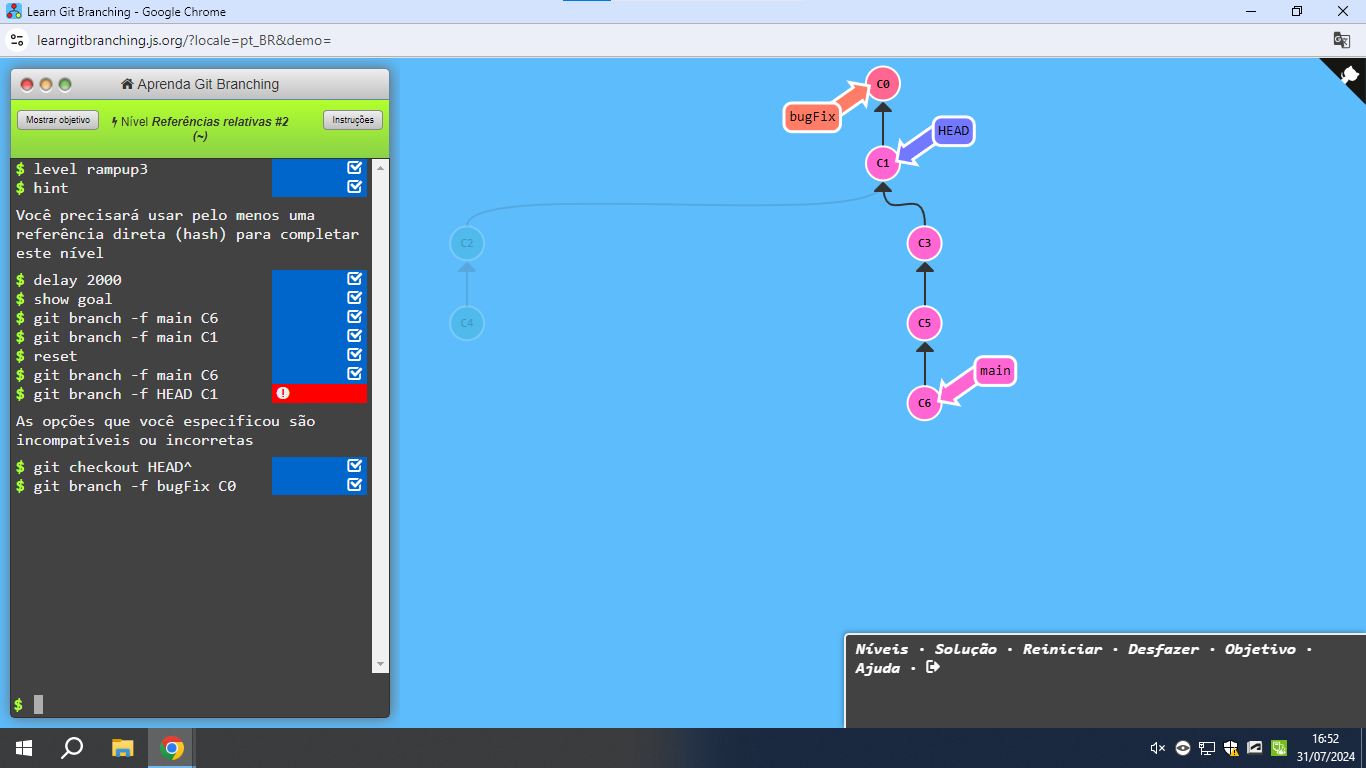 Learn Git Branching - Google Chrome
learngitbranching.js.org/?locale=pt_BR&demo=
Aprenda Git Branching
Mostrar objetivo
Nível Referências relativas #2
(~)
Instruções
$ level rampup3
$ hint
Você precisará usar pelo menos uma
referência direta (hash) para completar
este nível
$ delay 2000
$ show goal
$ git branch -f main C6
$ git branch -f main C1
$ reset
$ git branch -f main C6
$ git branch -f HEAD C1
As opções que você especificou são
incompatíveis ou incorretas
$ git checkout HEAD^
$ git branch -f bugFix C0
$
C0
bugFix
HEAD
C1
C2
C3
C4
C5
main
C6
Níveis · Solução · Reiniciar · Desfazer · Objetivo ·
Ajuda ·
16:52
31/07/2024